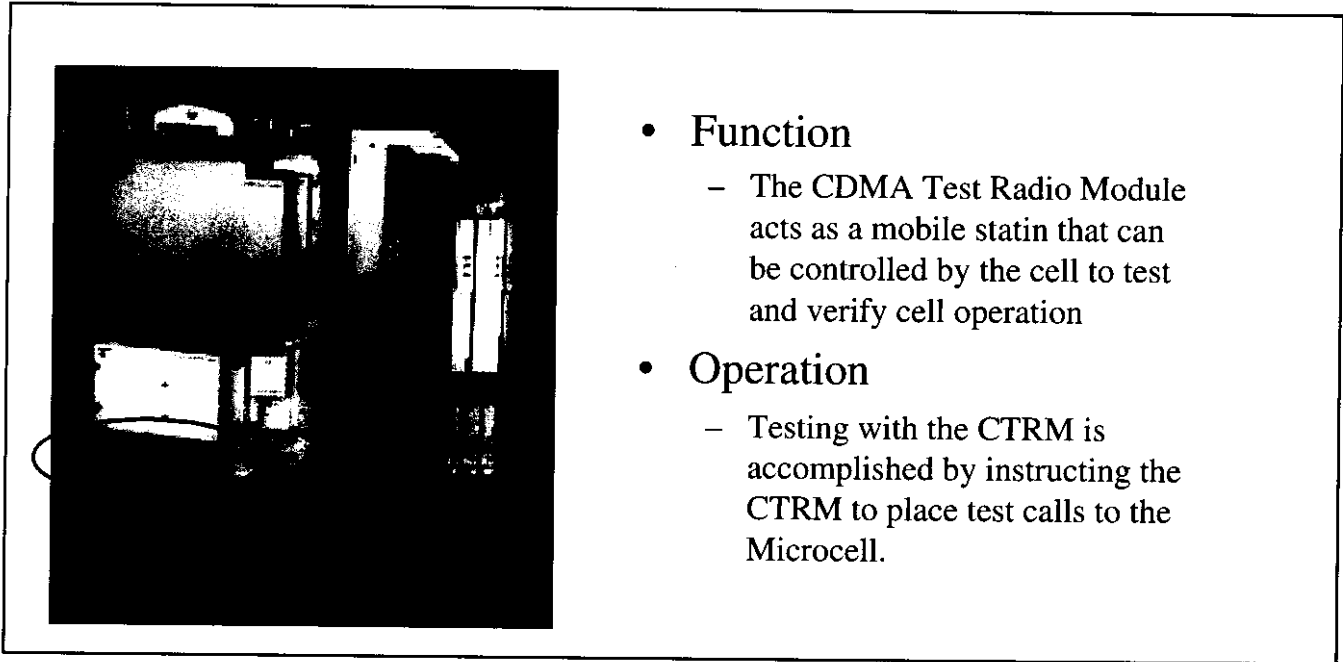 • Function
– The CDMA Test Radio Module
acts as a mobile statin that can
be controlled by the cell to test
and verify cell operation
• Operation
– Testing with the CTRM is
accomplished by instructing the
CTRM to place test calls to the
Microcell.